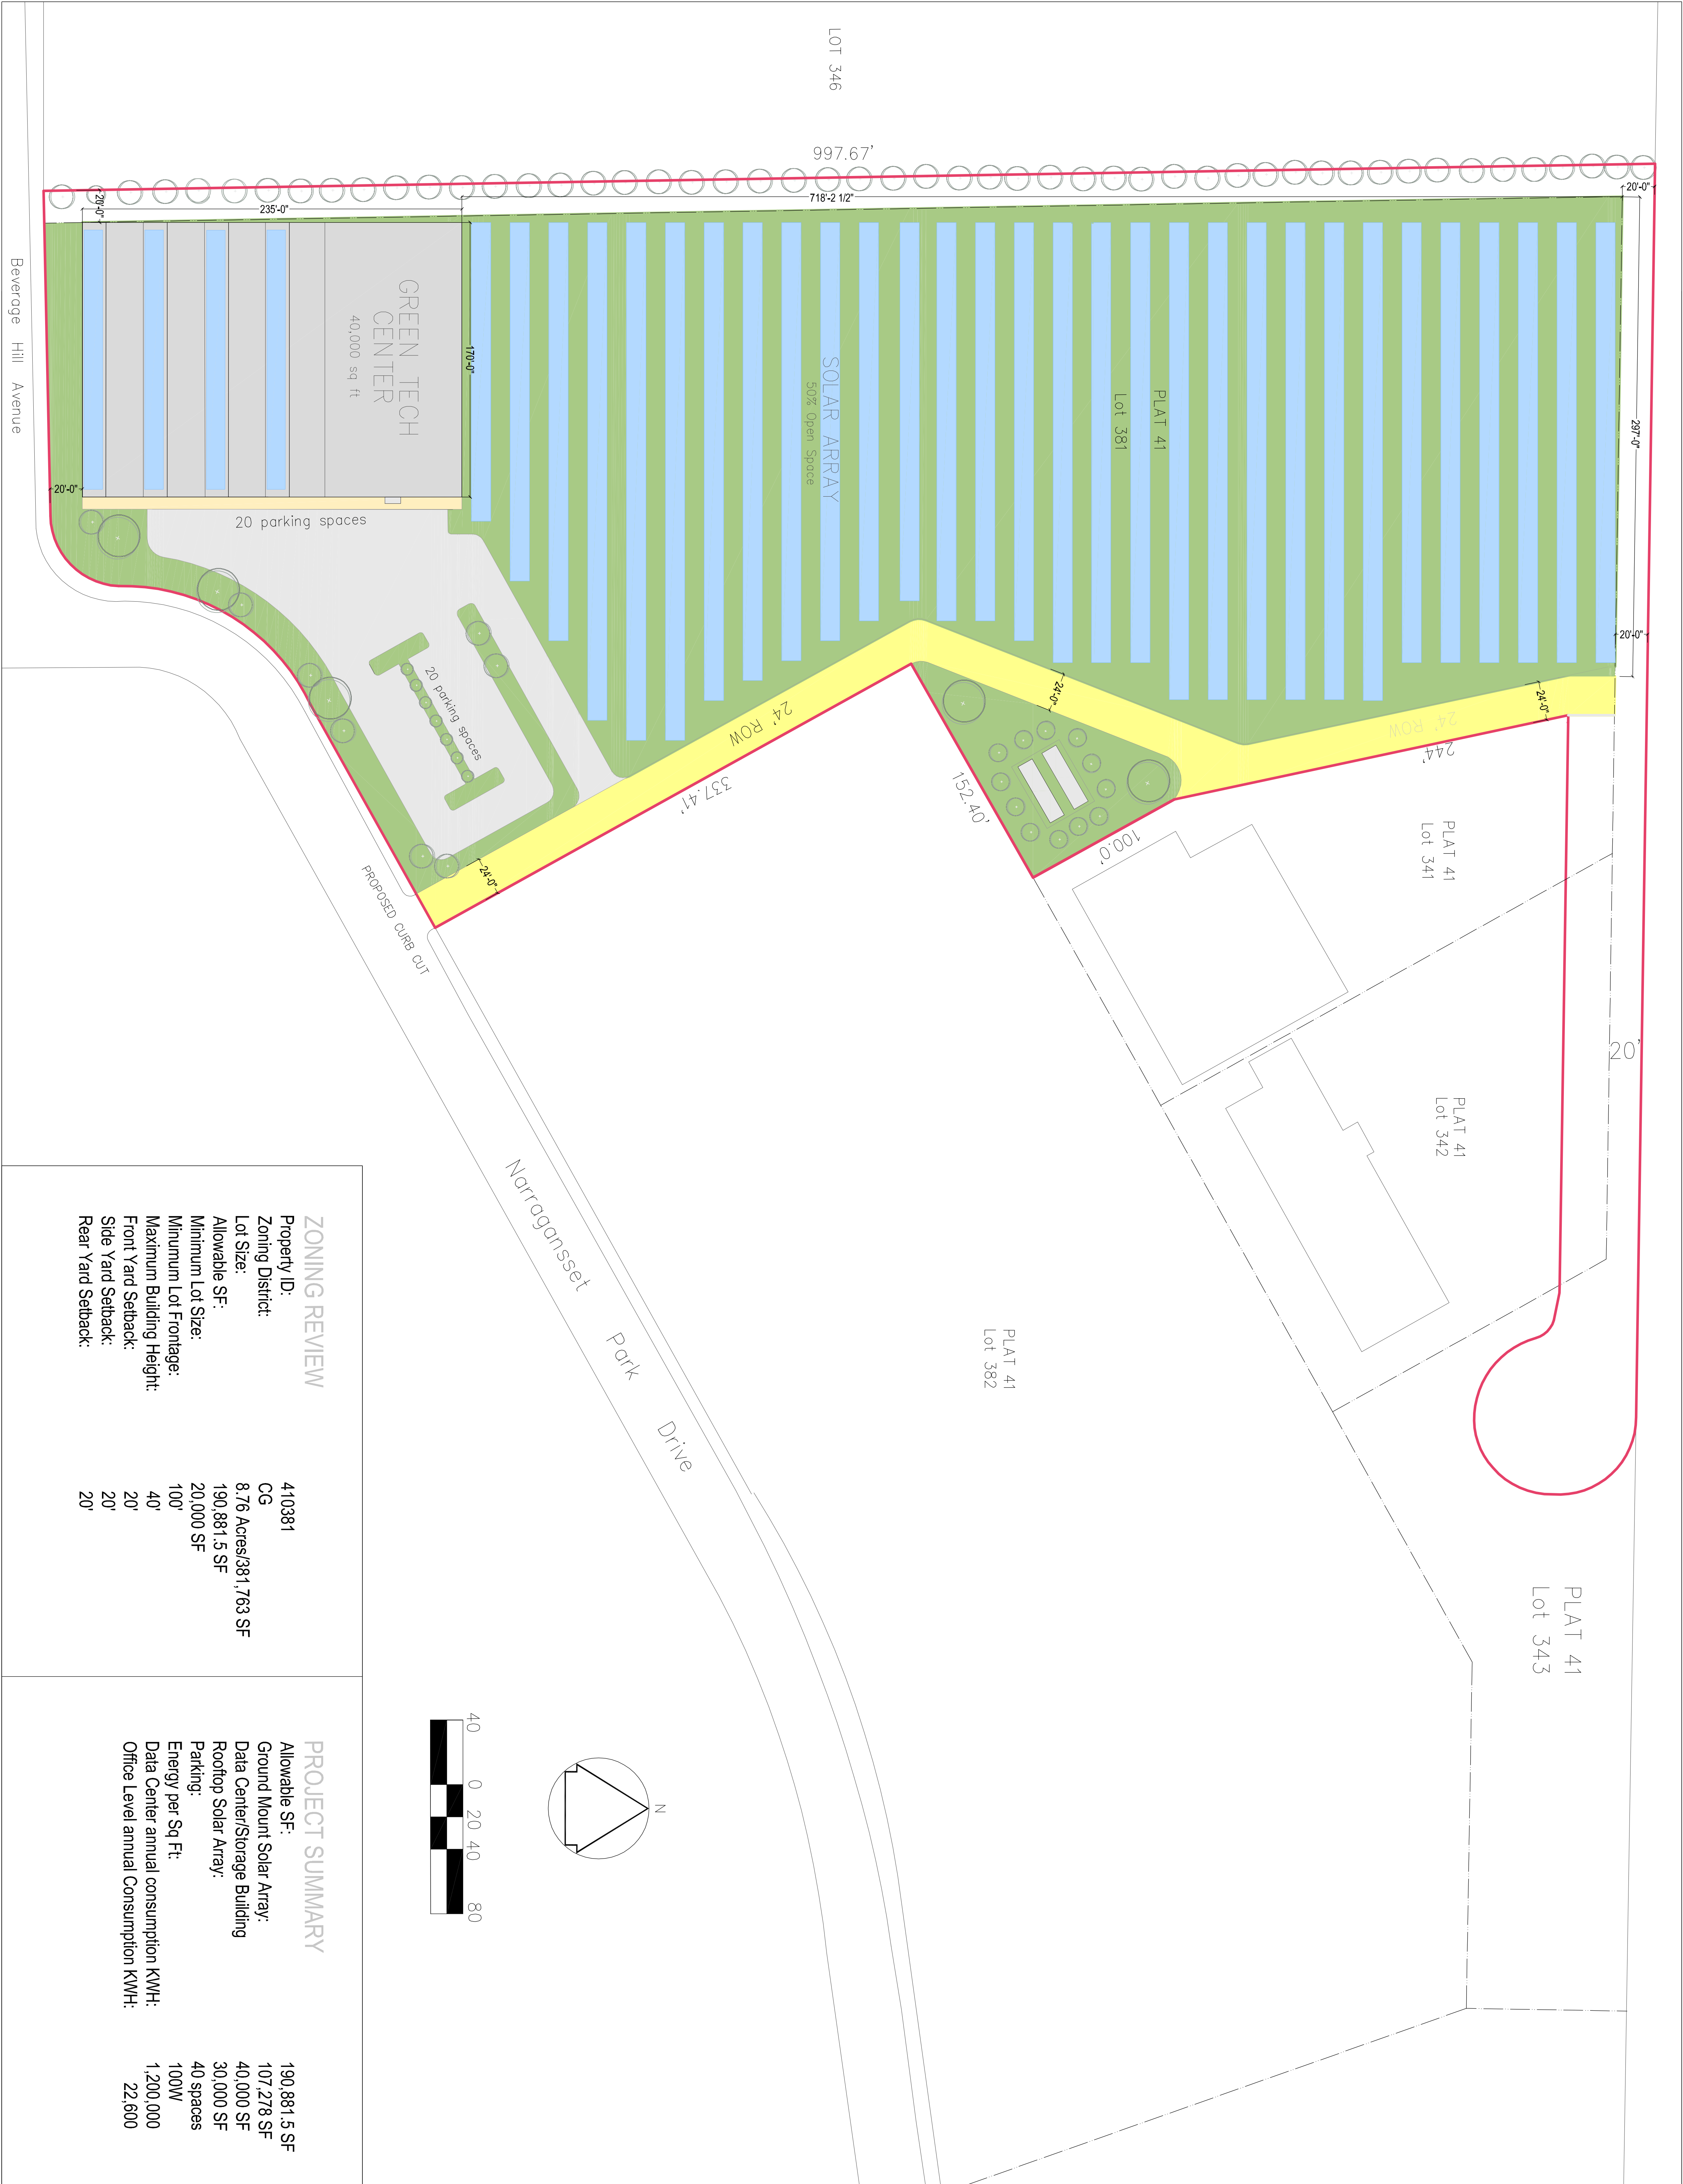 LOT 346
997.67'
20'-0"
718'-2 1/2"
20'-0"
235'-0"
297'-0"
170'-0"
GREEN TECH
CENTER
40,000 sq ft
SOLAR ARRAY
50% Open Space
PLAT 41
Lot 381
Beverage Hill Avenue
20'-0"
20 parking spaces
20 parking spaces
20'-0"
24'-0"
24'-0"
24' ROW
24' ROW
244'
337.41'
152.40'
100.0'
24'-0"
PROPOSED CURB CUT
PLAT 41
Lot 341
20'
PLAT 41
Lot 342
PLAT 41
Lot 382
PLAT 41
Lot 343
Narragansset Park Drive
N
40 0 20 40 80
ZONING REVIEW
Property ID: 410381
Zoning District: CG
Lot Size: 8.76 Acres/381,763 SF
Allowable SF: 190,881.5 SF
Minimum Lot Size: 20,000 SF
Minumum Lot Frontage: 100'
Maximum Building Height: 40'
Front Yard Setback: 20'
Side Yard Setback: 20'
Rear Yard Setback: 20'
PROJECT SUMMARY
Allowable SF: 190,881.5 SF
Ground Mount Solar Array: 107,278 SF
Data Center/Storage Building 40,000 SF
Rooftop Solar Array: 30,000 SF
Parking: 40 spaces
Energy per Sq Ft: 100W
Data Center annual consumption KWH: 1,200,000
Office Level annual Consumption KWH: 22,600